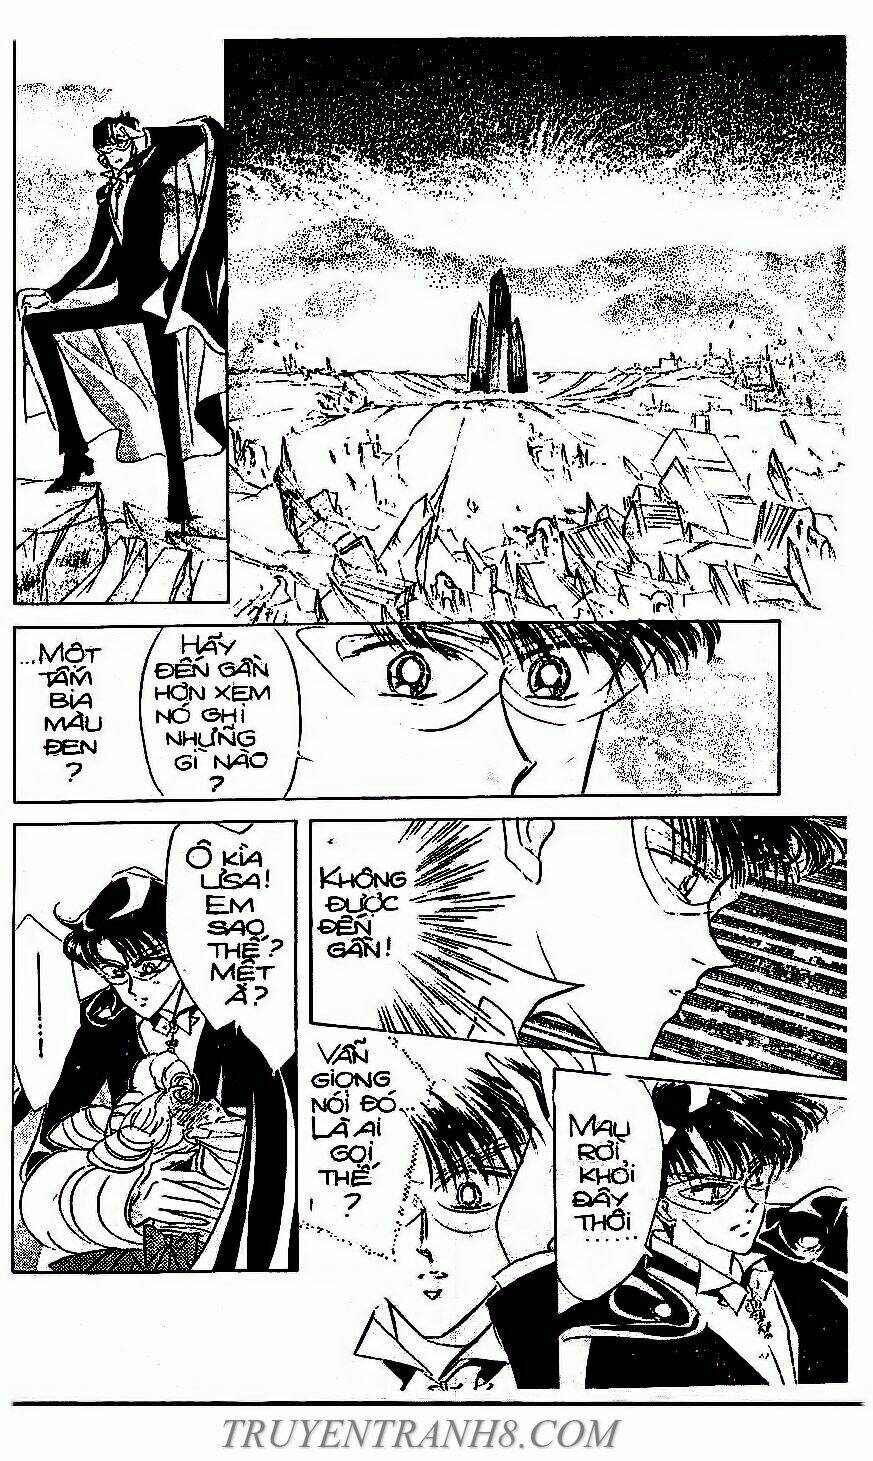 ...MỘT
TẤM
BIA
MÀU
ĐEN
?
HÃY
ĐẾN GẦN
HƠN XEM
NÓ GHI
NHỮNG
GÌ NÀO
?
Ô KÌA
ƯSA!
EM
SAO
THẾ?
MỆT
À?
KHÔNG
ĐƯỢC
ĐẾN
GẦN!
VẪN
GIỌNG
NÓI ĐÓ...
LÀ AI
GỌI
THẾ
?
MAU
RỜI
KHỎI
ĐÂY
THÔI
......
TRUYENTRANH8.COM